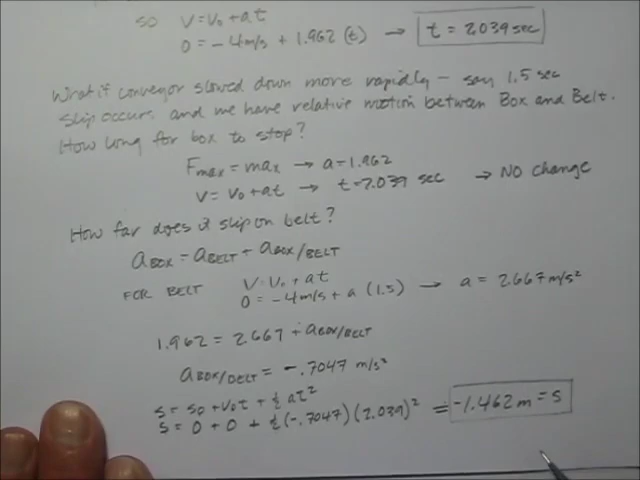 so V = V₀ + at
0 = -4m/s + 1.962 (t) → t = 2.039 sec
What if conveyor slowed down more rapidly - say 1.5 sec
Slip occurs and we have relative motion between Box and Belt.
How long for box to stop?
Fmax = max → a = 1.962
V = V₀ + at → t = 2.039 sec → NO change
How far does it slip on belt?
aBOX = aBELT + aBOX/BELT
FOR BELT V = V₀ + at
0 = -4m/s + a (1.5) → a = 2.667 m/s²
1.962 = 2.667 + aBOX/BELT
aBOX/BELT = -.7047 m/s²
s = s₀ + V₀t + ½ at²
s = 0 + 0 + ½ (-.7047)(2.039)² = -1.462 m = s